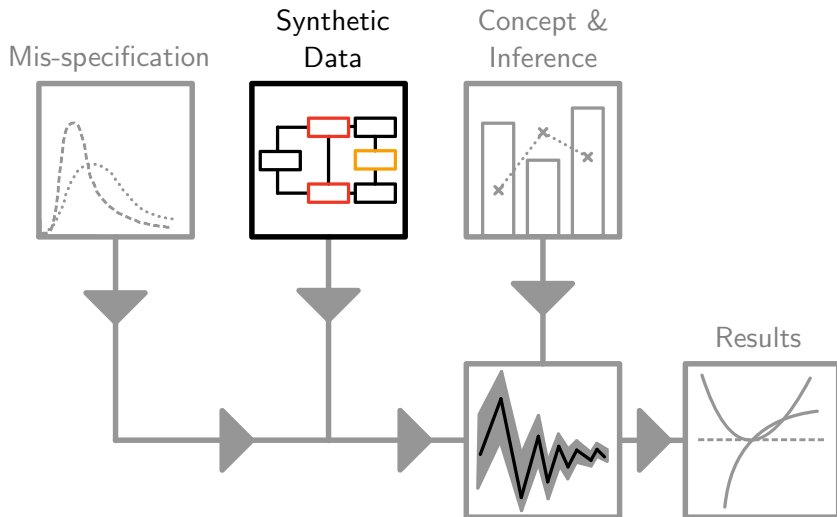 Mis-specification
Synthetic
Data
Concept &
Inference
Results